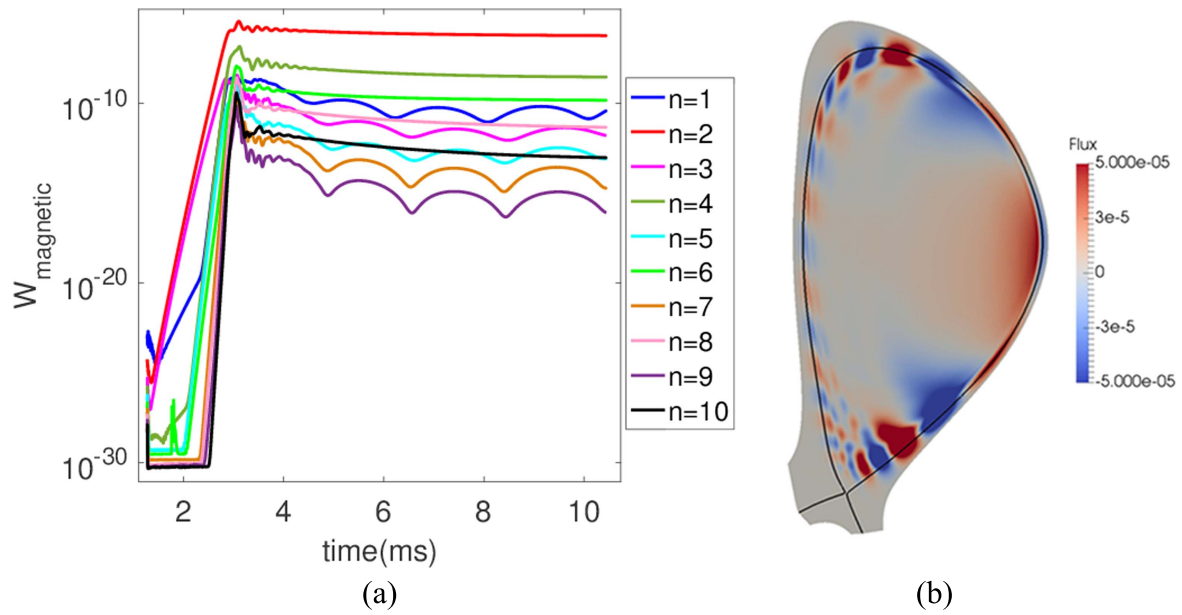 W_magnetic
10^-10
10^-20
10^-30
2 4 6 8 10
time(ms)
n=1
n=2
n=3
n=4
n=5
n=6
n=7
n=8
n=9
n=10
(a)
Flux
5.000e-05
3e-5
0
-3e-5
-5.000e-05
(b)